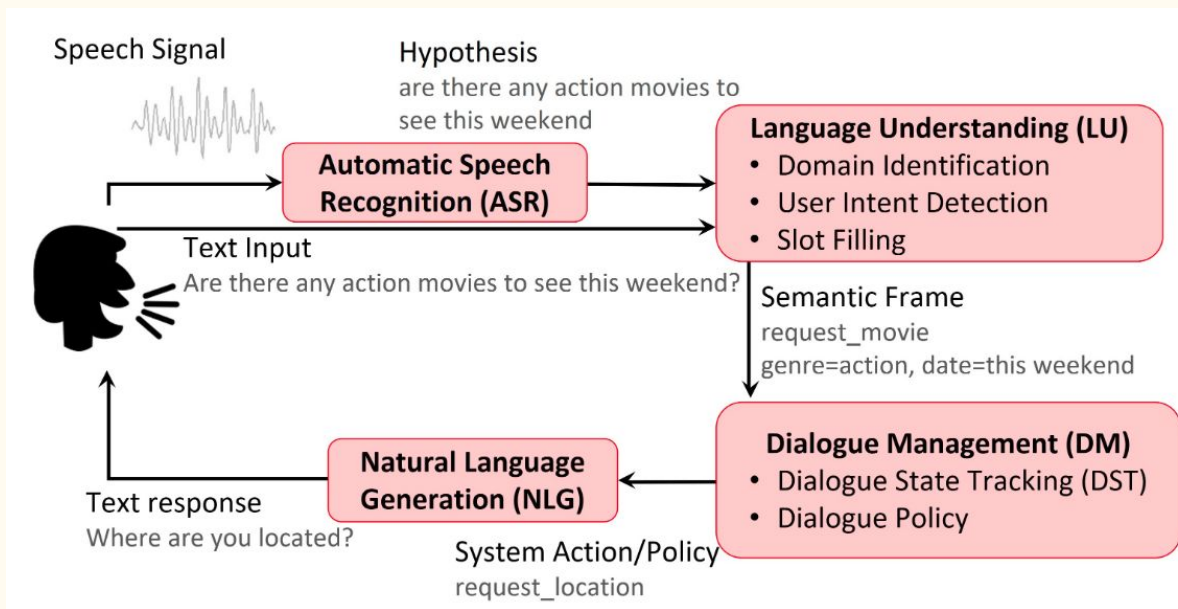 Speech Signal
Hypothesis
are there any action movies to
see this weekend
Automatic Speech
Recognition (ASR)
Language Understanding (LU)
• Domain Identification
• User Intent Detection
• Slot Filling
Text Input
Are there any action movies to see this weekend?
Semantic Frame
request_movie
genre=action, date=this weekend
Dialogue Management (DM)
• Dialogue State Tracking (DST)
• Dialogue Policy
Natural Language
Generation (NLG)
System Action/Policy
request_location
Text response
Where are you located?